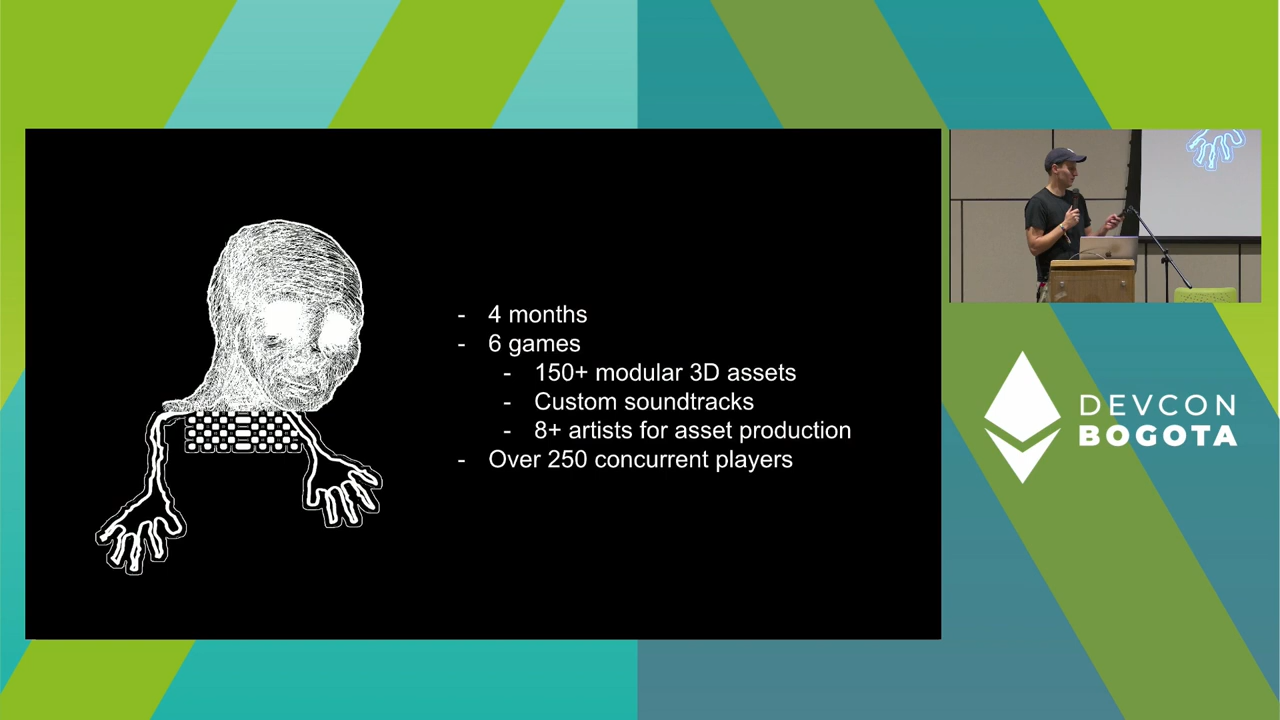 - 4 months
- 6 games
- 150+ modular 3D assets
- Custom soundtracks
- 8+ artists for asset production
- Over 250 concurrent players
DEVCON
BOGOTA